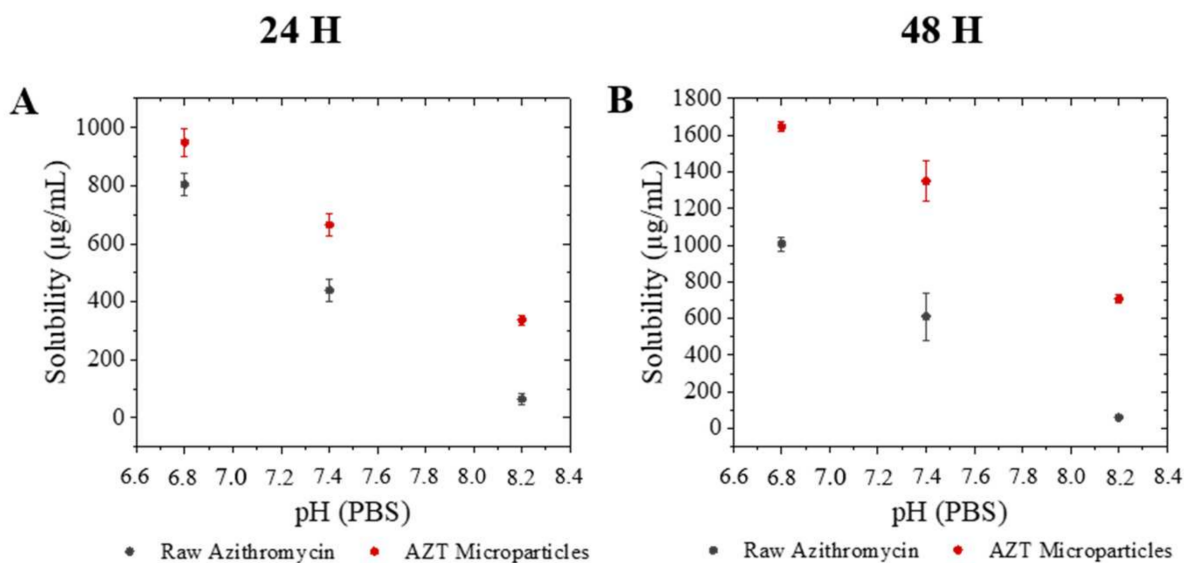 24 H
48 H
A
Solubility (µg/mL)
1000
800
600
400
200
0
6.6 6.8 7.0 7.2 7.4 7.6 7.8 8.0 8.2 8.4
pH (PBS)
Raw Azithromycin AZT Microparticles
B
Solubility (µg/mL)
1800
1600
1400
1200
1000
800
600
400
200
0
6.6 6.8 7.0 7.2 7.4 7.6 7.8 8.0 8.2 8.4
pH (PBS)
Raw Azithromycin AZT Microparticles